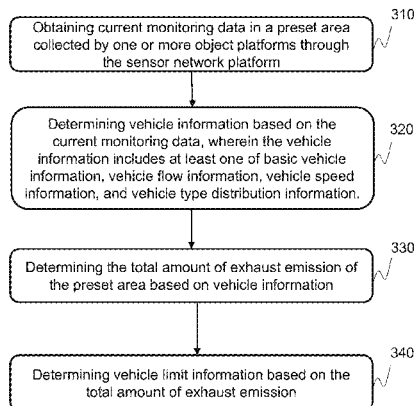 310
Obtaining current monitoring data in a preset area
collected by one or more object platforms through
the sensor network platform
320
Determining vehicle information based on the
current monitoring data, wherein the vehicle
information includes at least one of basic vehicle
information, vehicle flow information, vehicle speed
information, and vehicle type distribution information.
330
Determining the total amount of exhaust emission of
the preset area based on vehicle information
340
Determining vehicle limit information based on the
total amount of exhaust emission